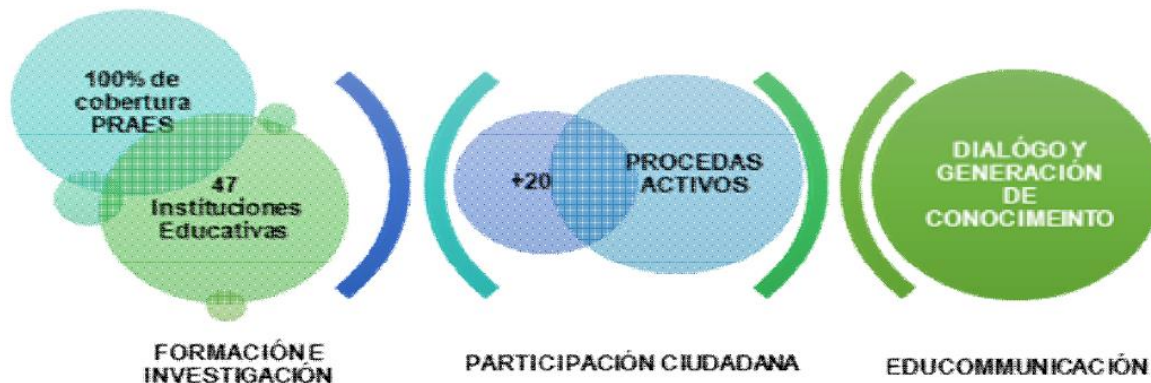 100% de
cobertura
PRAES
47
Instituciones
Educativas
+20
PROCEDAS
ACTIVOS
DIALÓGO Y
GENERACIÓN
DE
CONOCIMEINTO
FORMACIÓN E
INVESTIGACIÓN
PARTICIPACIÓN CIUDADANA
EDUCOMMUNICACIÓN